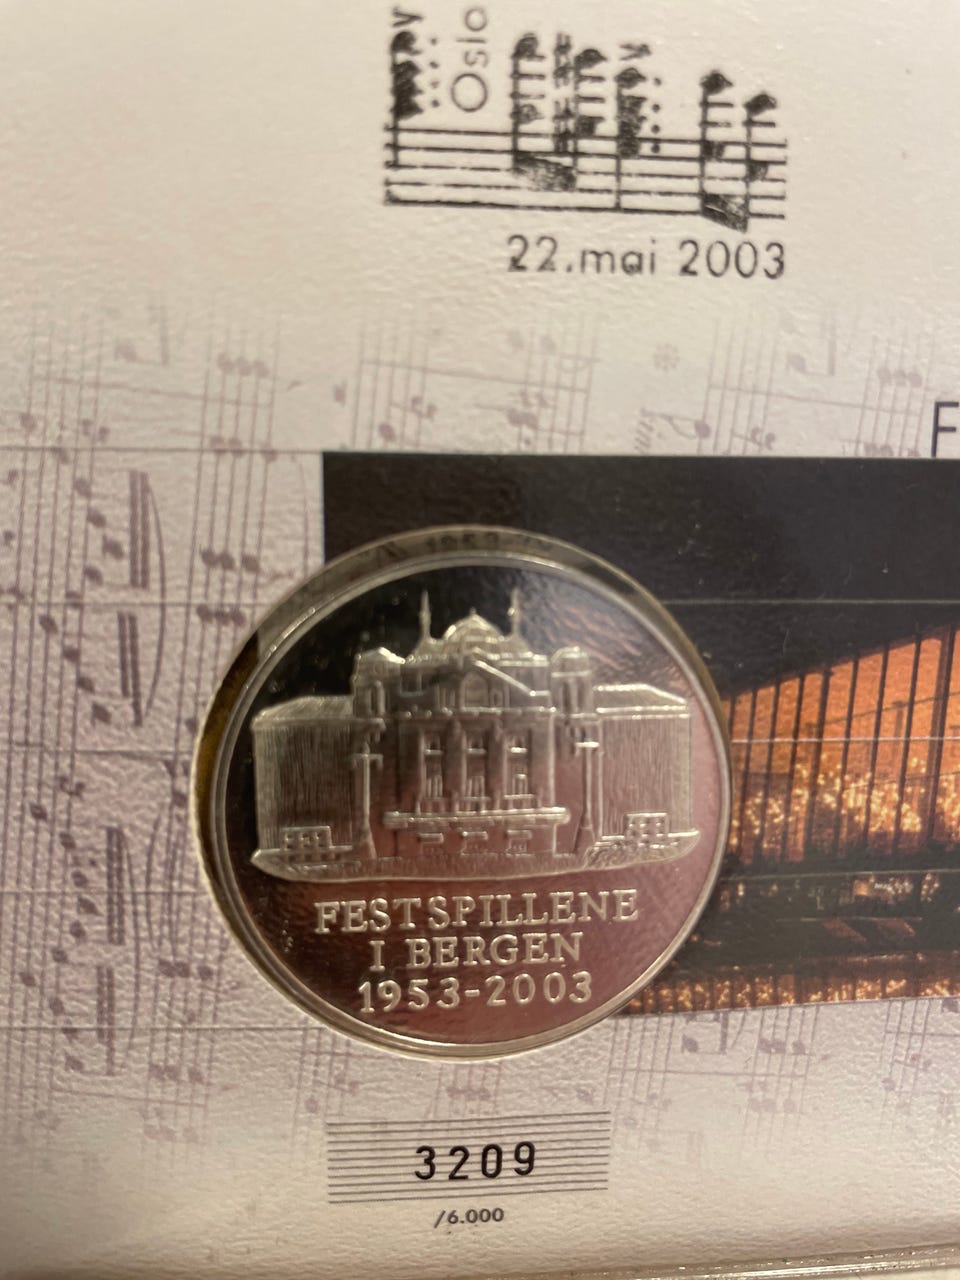 Oslo
22.mai 2003
F
FESTSPILLENE
I BERGEN
1953-2003
3209
/6.000